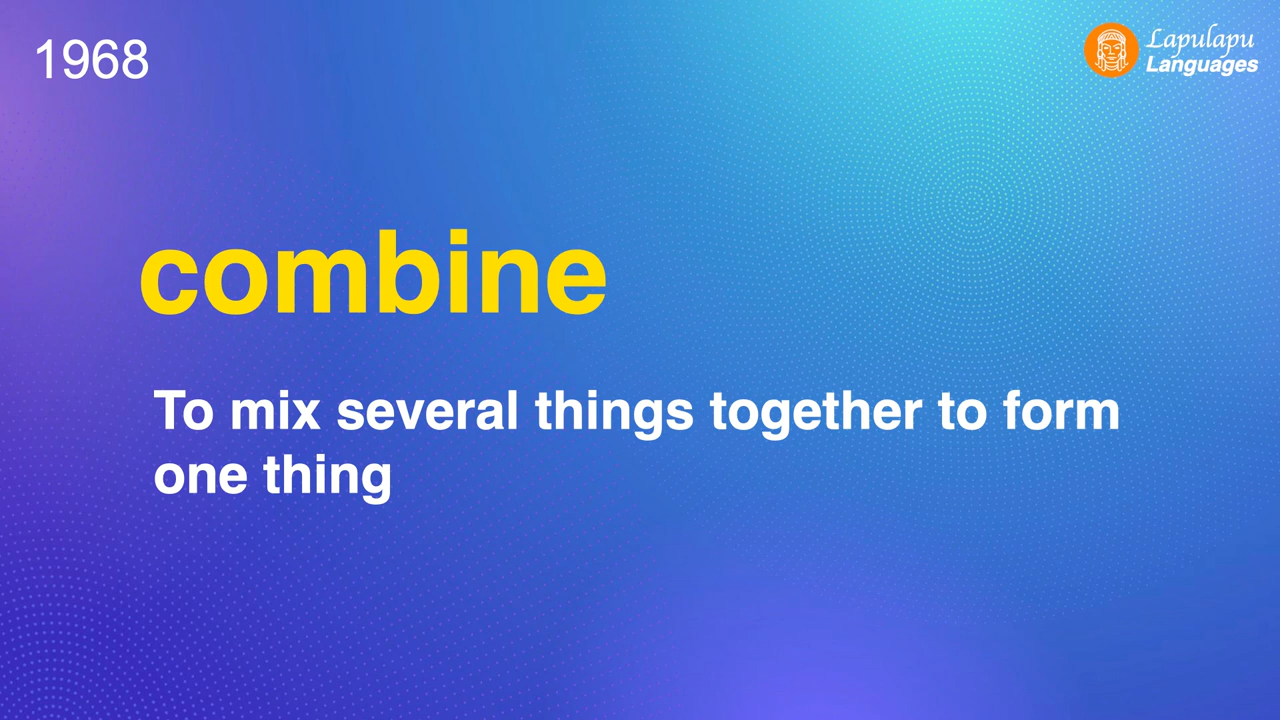 1968
Lapulapu
Languages
combine
To mix several things together to form
one thing